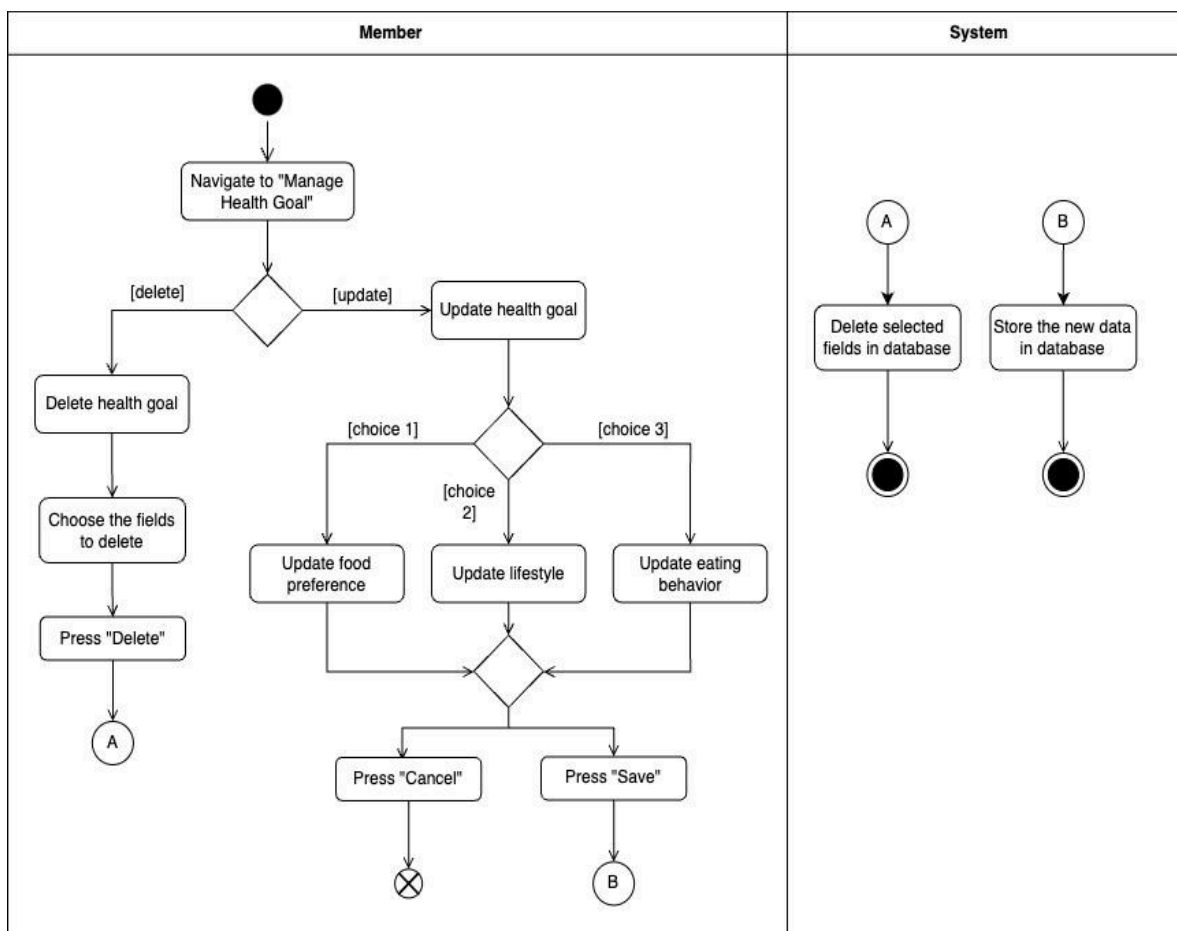 Member
System
Navigate to "Manage
Health Goal"
[delete]
[update]
Update health goal
Delete health goal
[choice 1]
[choice 3]
[choice
2]
Choose the fields
to delete
Update food
preference
Update lifestyle
Update eating
behavior
Press "Delete"
A
Press "Cancel"
Press "Save"
B
A
B
Delete selected
fields in database
Store the new data
in database